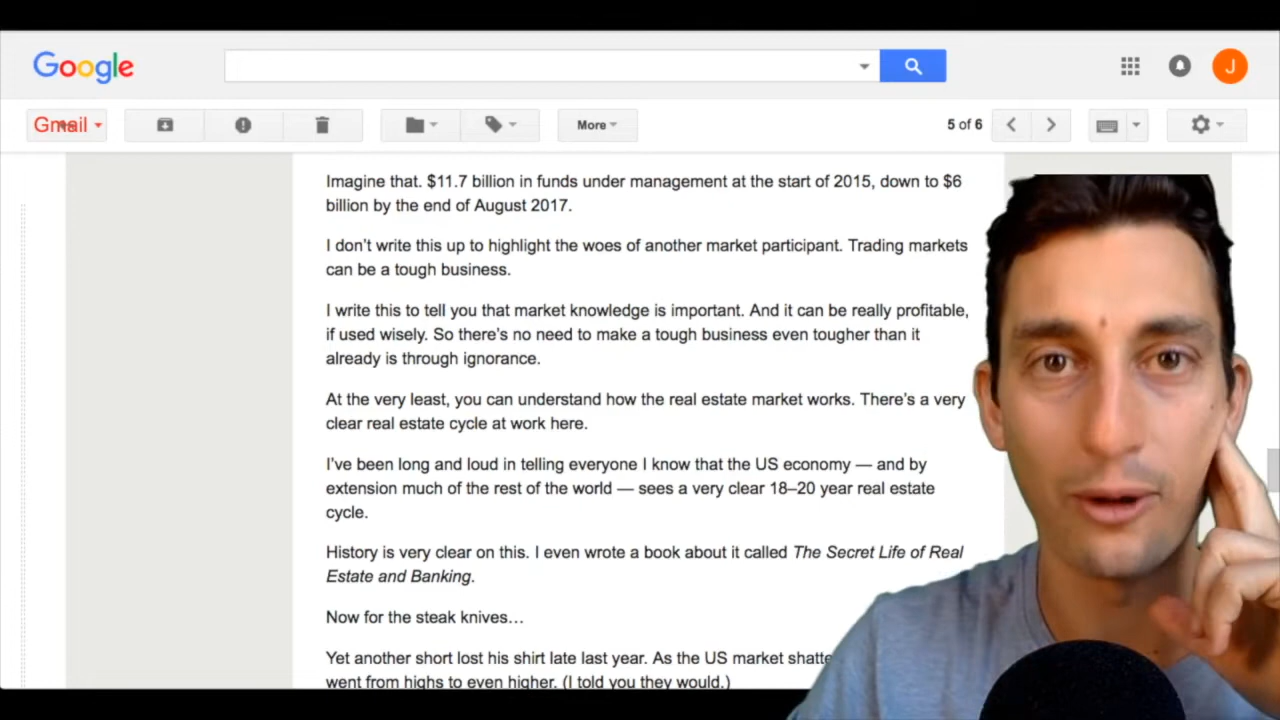 Google
J
Gmail
More
5 of 6
Imagine that. $11.7 billion in funds under management at the start of 2015, down to $6
billion by the end of August 2017.
I don’t write this up to highlight the woes of another market participant. Trading markets
can be a tough business.
I write this to tell you that market knowledge is important. And it can be really profitable,
if used wisely. So there’s no need to make a tough business even tougher than it
already is through ignorance.
At the very least, you can understand how the real estate market works. There’s a very
clear real estate cycle at work here.
I’ve been long and loud in telling everyone I know that the US economy — and by
extension much of the rest of the world — sees a very clear 18–20 year real estate
cycle.
History is very clear on this. I even wrote a book about it called The Secret Life of Real
Estate and Banking.
Now for the steak knives…
Yet another short lost his shirt late last year. As the US market shatte
went from highs to even higher. (I told you they would.)